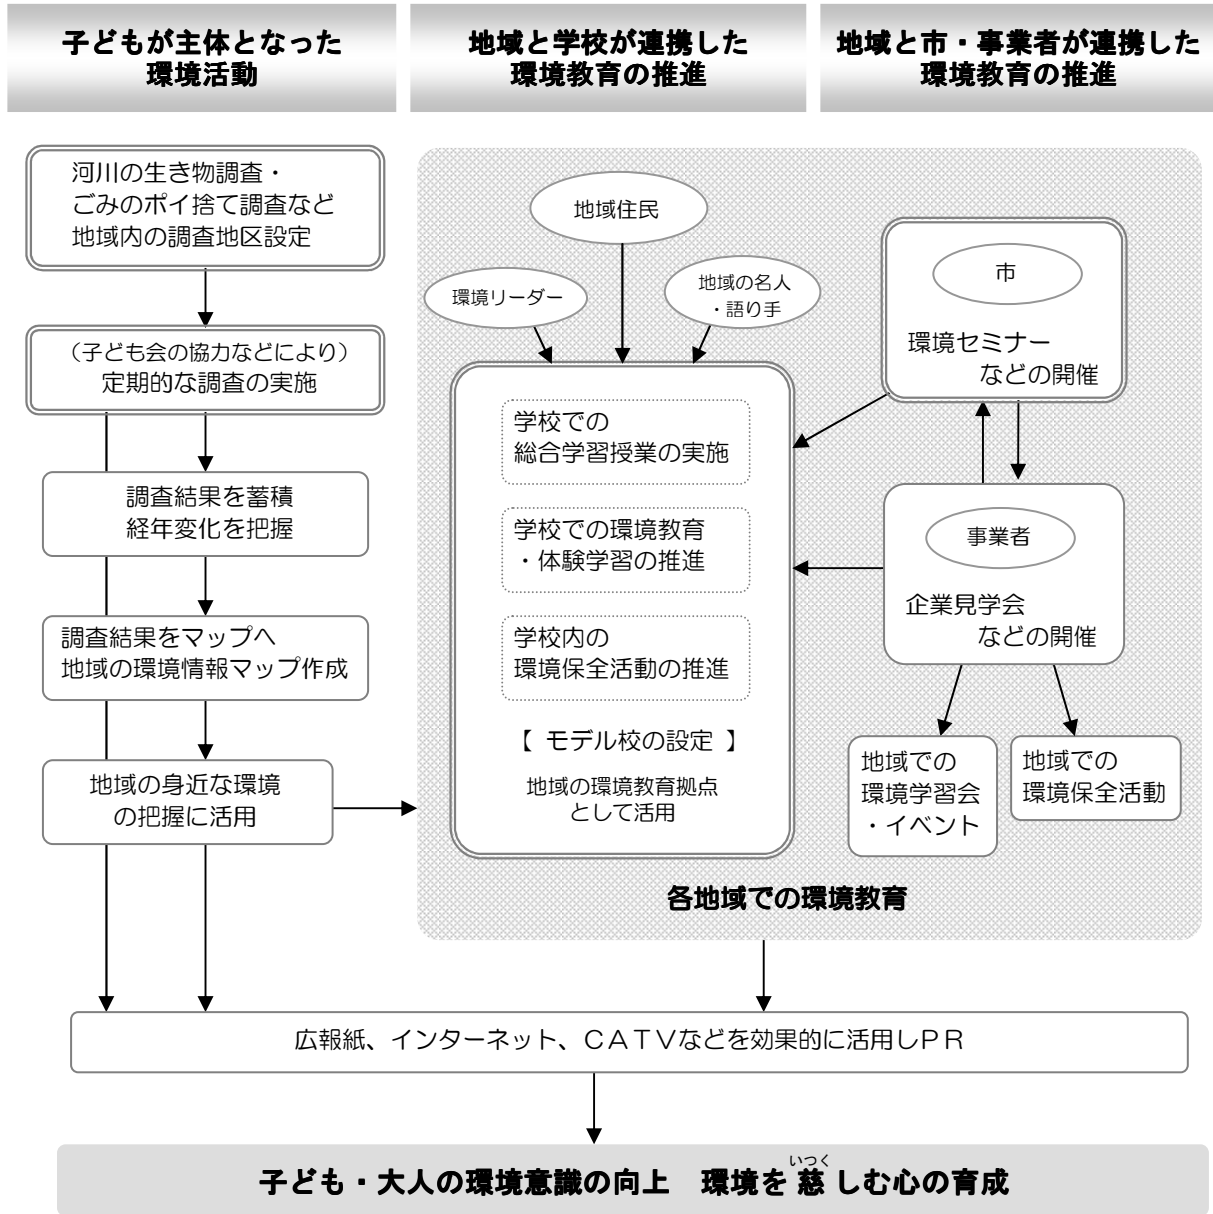 子どもが主体となった
環境活動
地域と学校が連携した
環境教育の推進
地域と市・事業者が連携した
環境教育の推進
河川の生き物調査・
ごみのポイ捨て調査など
地域内の調査地区設定
（子ども会の協力などにより）
定期的な調査の実施
調査結果を蓄積
経年変化を把握
調査結果をマップへ
地域の環境情報マップ作成
地域の身近な環境
の把握に活用
地域住民
環境リーダー
地域の名人
・語り手
学校での
総合学習授業の実施
学校での環境教育
・体験学習の推進
学校内の
環境保全活動の推進
【 モデル校の設定 】
地域の環境教育拠点
として活用
市
環境セミナー
などの開催
事業者
企業見学会
などの開催
地域での
環境学習会
・イベント
地域での
環境保全活動
各地域での環境教育
広報紙、インターネット、ＣＡＴＶなどを効果的に活用しＰＲ
いつく
子ども・大人の環境意識の向上　環境を慈しむ心の育成